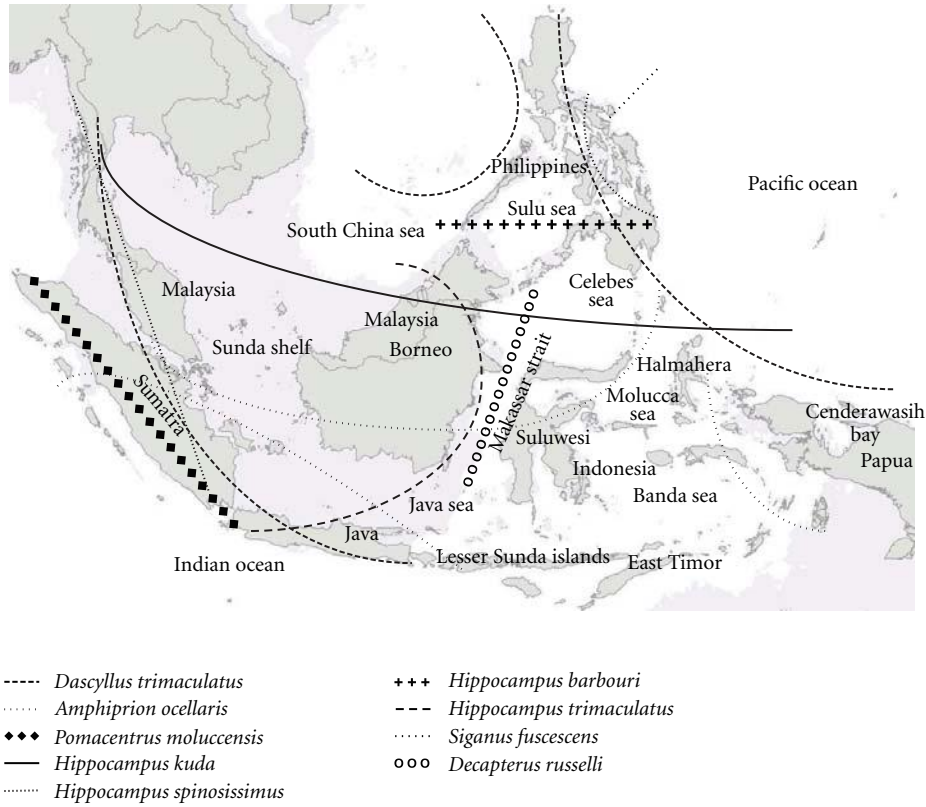 Philippines
Pacific ocean
Sulu sea
South China sea
Celebes
sea
Malaysia
Malaysia
Borneo
Sunda shelf
Makassar strait
Halmahera
Molucca
sea
Sumatra
Cenderawasih
bay
Papua
Suluwesi
Indonesia
Banda sea
Java sea
Java
Lesser Sunda islands
East Timor
Indian ocean
Dascyllus trimaculatus
Amphiprion ocellaris
Pomacentrus moluccensis
Hippocampus kuda
Hippocampus spinosissimus
Hippocampus barbouri
Hippocampus trimaculatus
Siganus fuscescens
Decapterus russelli